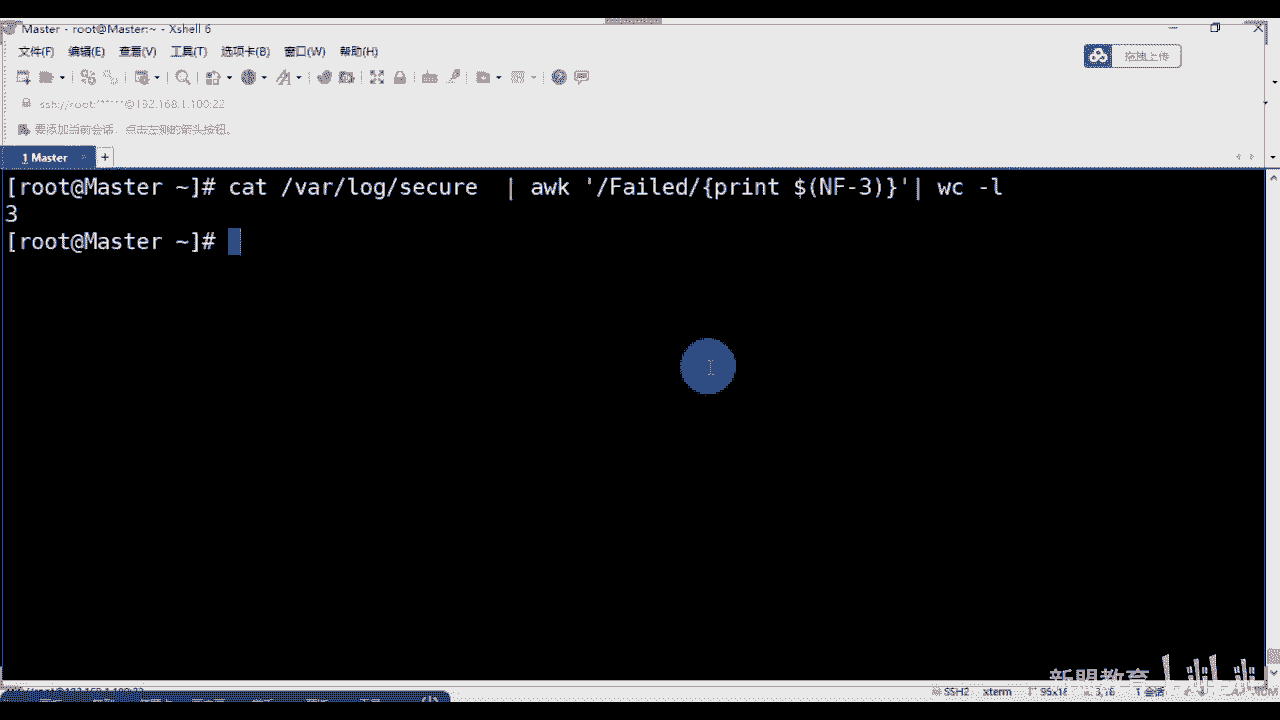 Master - root@Master:~ - Xshell 6
文件(F) 编辑(E) 查看(V) 工具(T) 选项卡(B) 窗口(W) 帮助(H)
拖拽上传
ssh://root:*****@192.168.1.100:22
要添加当前会话，点击左侧的箭头按钮。
1 Master
[root@Master ~]# cat /var/log/secure  | awk '/Failed/{print $(NF-3)}'| wc -l
3
[root@Master ~]#
新盟教育
SSH2 xterm 96x16 3,18 1 会话